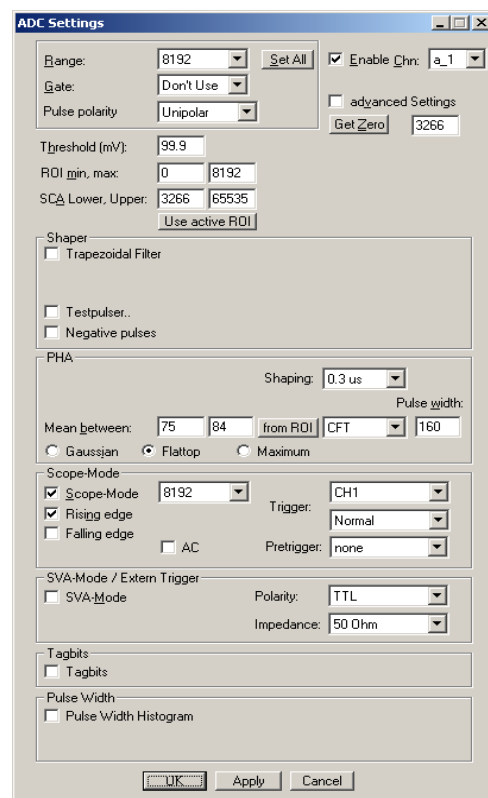 ADC Settings
Range: 8192 Set All
Enable Chn: a_1
Gate: Don't Use
Pulse polarity Unipolar
advanced Settings
Get Zero 3266
Threshold (mV): 99.9
ROI min, max: 0 8192
SCA Lower, Upper: 3266 65535
Use active ROI
Shaper
Trapezoidal Filter
Testpulser..
Negative pulses
PHA
Shaping: 0.3 us
Pulse width:
Mean between: 75 84 from ROI CFT 160
Gaussian Flattop Maximum
Scope-Mode
Scope-Mode 8192
Trigger: CH1
Rising edge
Normal
Falling edge
AC Pretrigger: none
SVA-Mode / Extern Trigger
SVA-Mode Polarity: TTL
Impedance: 50 Ohm
Tagbits
Tagbits
Pulse Width
Pulse Width Histogram
OK Apply Cancel